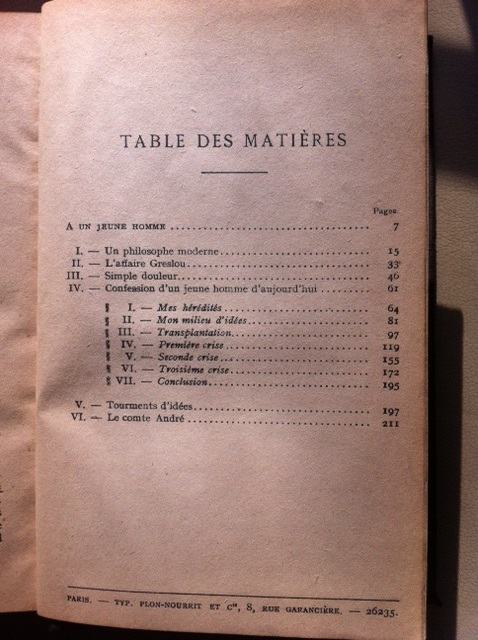 TABLE DES MATIÈRES
Pages
A UN JEUNE HOMME ........ 7
I. — Un philosophe moderne........ 15
II. — L'affaire Greslou........ 33
III. — Simple douleur........ 46
IV. — Confession d'un jeune homme d'aujourd'hui ........ 61
§ I. — Mes hérédités........ 64
§ II. — Mon milieu d'idées........ 81
§ III. — Transplantation........ 97
§ IV. — Première crise........ 119
§ V. — Seconde crise........ 155
§ VI. — Troisième crise........ 172
§ VII. — Conclusion........ 195
V. — Tourments d'idées........ 197
VI. — Le comte André........ 211
PARIS. — TYP. PLON-NOURRIT ET Cie, 8, RUE GARANCIÈRE. — 26235.